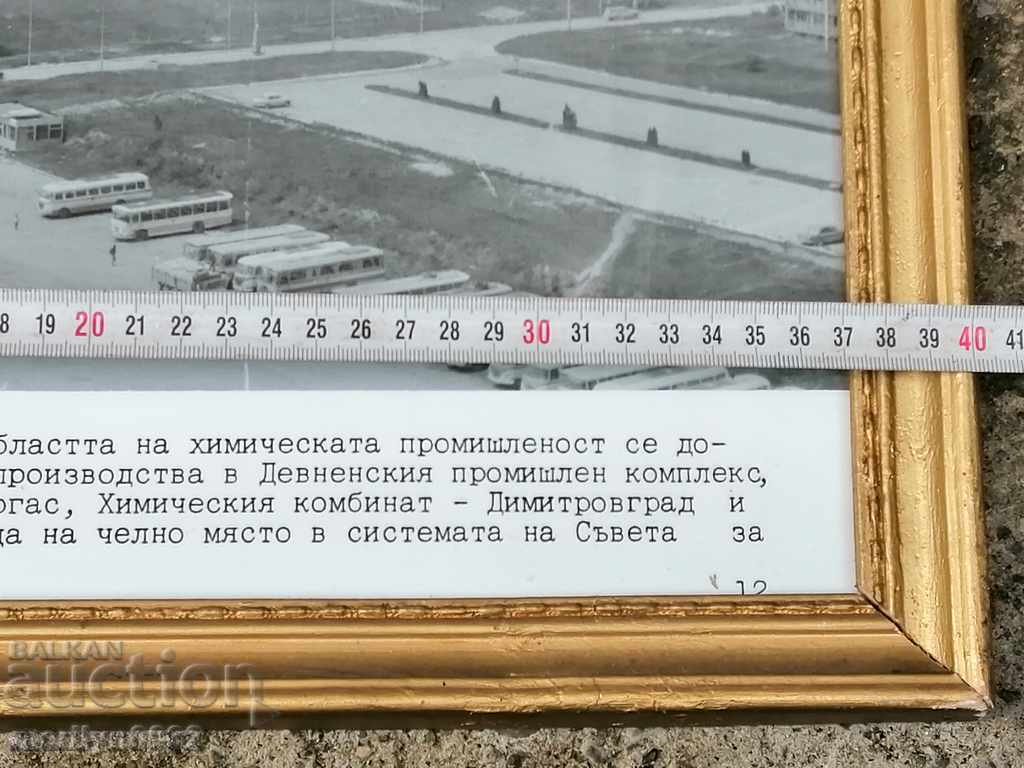 8 19 20 21 22 23 24 25 26 27 28 29 30 31 32 33 34 35 36 37 38 39 40 41
бластта на химическата промишленост се до-
производства в Девненския промишлен комплекс,
ргас, Химическия комбинат - Димитровград и
да на челно място в системата на Съвета за
12
BALKAN
auction